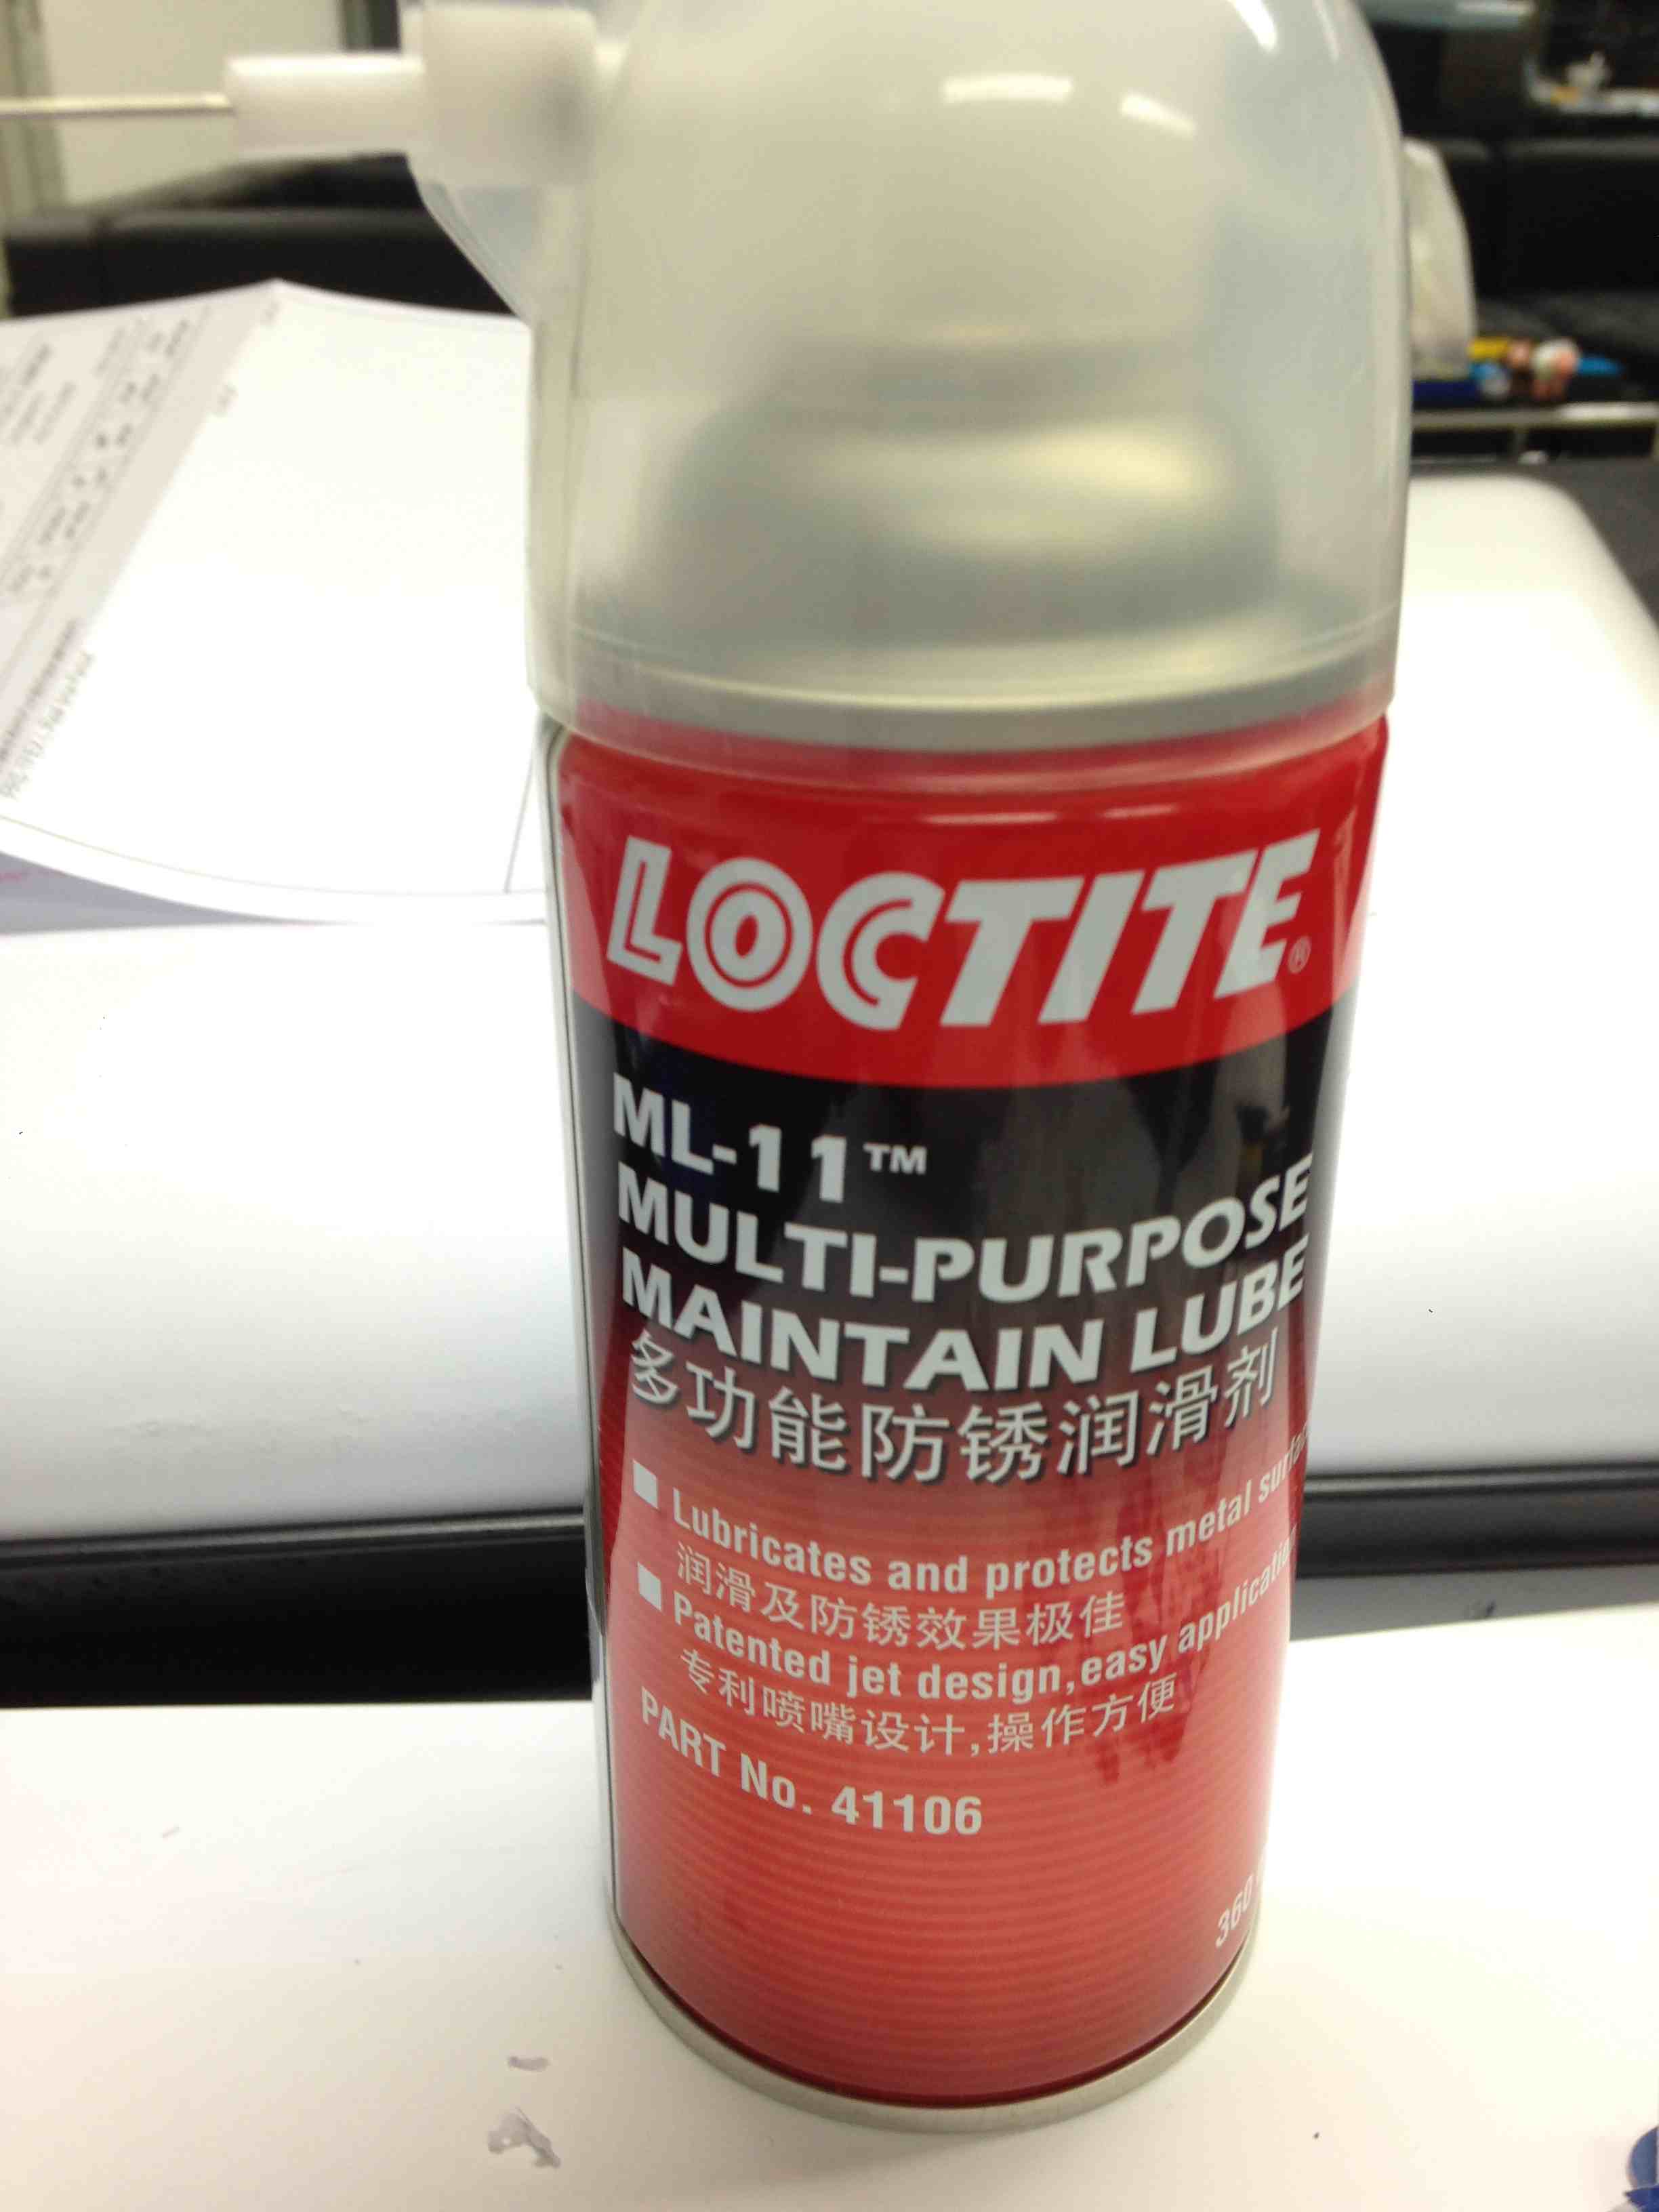 LOCTITE®
ML-11™
MULTI-PURPOSE
MAINTAIN LUBE
多功能防锈润滑剂
Lubricates and protects metal
润滑及防锈效果极佳
Patented jet design,easy
专利喷嘴设计,操作方便
PART No. 41106
360